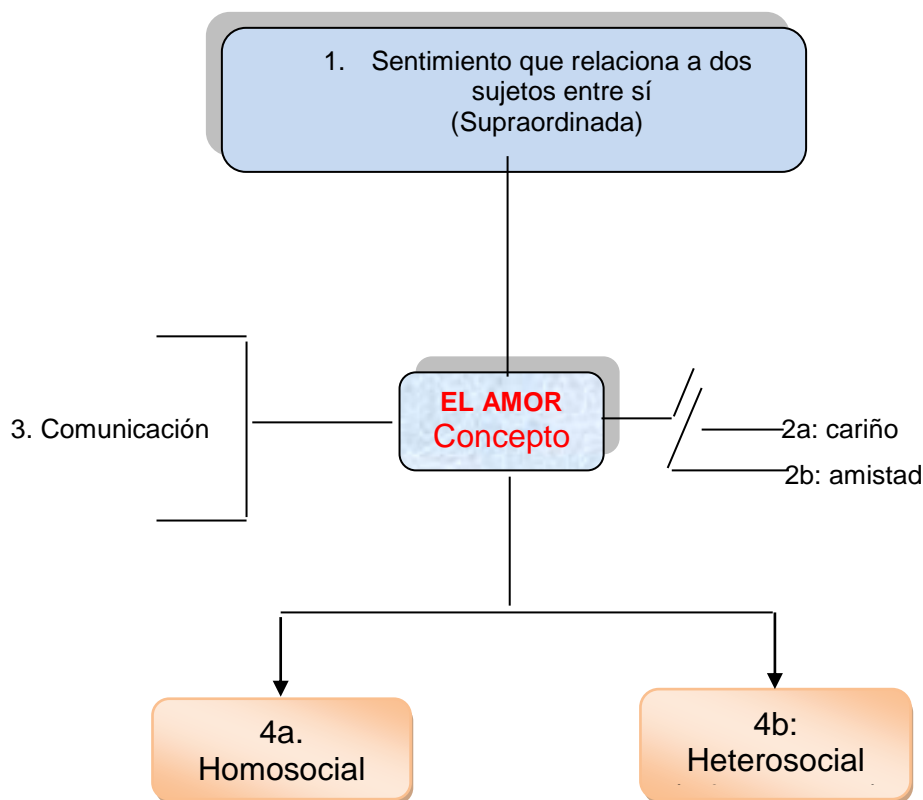 1. Sentimiento que relaciona a dos
sujetos entre sí
(Supraordinada)
EL AMOR
Concepto
3. Comunicación
2a: cariño
2b: amistad
4a.
Homosocial
4b:
Heterosocial